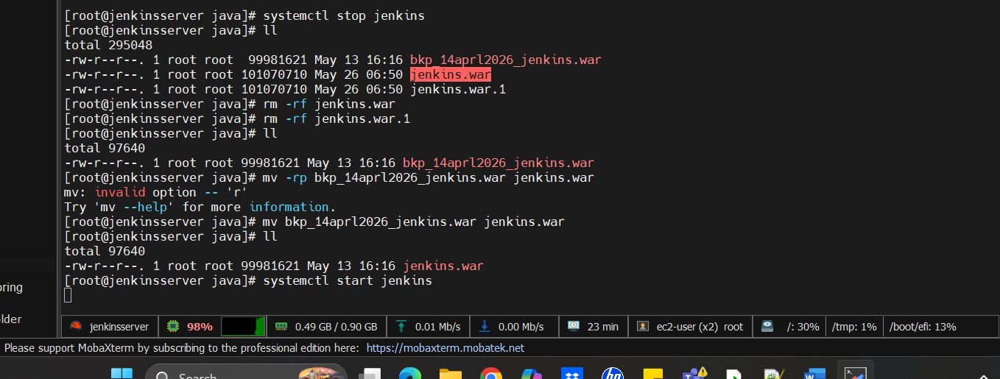 [root@jenkinsserver java]# systemctl stop jenkins
[root@jenkinsserver java]# ll
total 295048
-rw-r--r--. 1 root root  99981621 May 13 16:16 bkp_14aprl2026_jenkins.war
-rw-r--r--. 1 root root 101070710 May 26 06:50 jenkins.war
-rw-r--r--. 1 root root 101070710 May 26 06:50 jenkins.war.1
[root@jenkinsserver java]# rm -rf jenkins.war
[root@jenkinsserver java]# rm -rf jenkins.war.1
[root@jenkinsserver java]# ll
total 97640
-rw-r--r--. 1 root root 99981621 May 13 16:16 bkp_14aprl2026_jenkins.war
[root@jenkinsserver java]# mv -rp bkp_14aprl2026_jenkins.war jenkins.war
mv: invalid option -- 'r'
Try 'mv --help' for more information.
[root@jenkinsserver java]# mv bkp_14aprl2026_jenkins.war jenkins.war
[root@jenkinsserver java]# ll
total 97640
-rw-r--r--. 1 root root 99981621 May 13 16:16 jenkins.war
[root@jenkinsserver java]# systemctl start jenkins
oring
lder
jenkinsserver 98% 0.49 GB / 0.90 GB 0.01 Mb/s 0.00 Mb/s 23 min ec2-user (x2) root /: 30% /tmp: 1% /boot/efi: 13%
Please support MobaXterm by subscribing to the professional edition here: https://mobaxterm.mobatek.net
Search